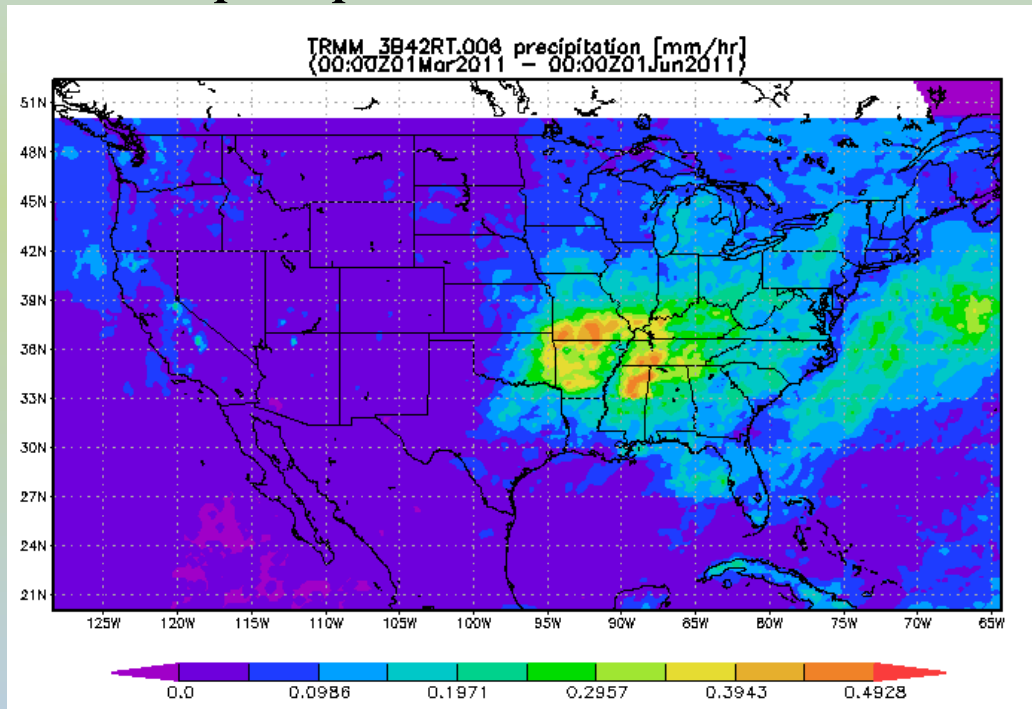 TRMM_3B42RT.006 precipitation [mm/hr]
(00:00Z01Mar2011 – 00:00Z01Jun2011)
51N
48N
45N
42N
39N
36N
33N
30N
27N
24N
21N
125W 120W 115W 110W 105W 100W 95W 90W 85W 80W 75W 70W 65W
0.0 0.0986 0.1971 0.2957 0.3943 0.4928